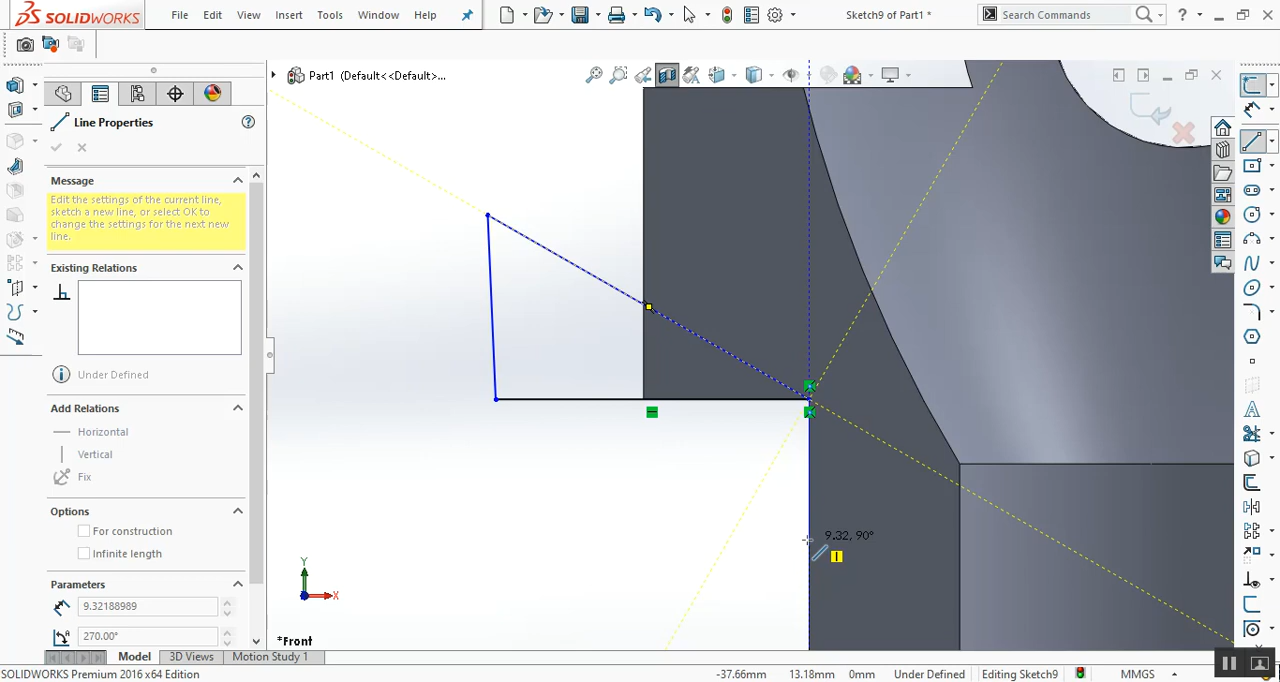 SOLIDWORKS
File Edit View Insert Tools Window Help
Sketch9 of Part1 *
Search Commands
?
Part1 (Default<<Default>...
Line Properties
?
Message
Edit the settings of the current line,
sketch a new line, or select OK to
change the settings for the next new
line.
Existing Relations
Under Defined
Add Relations
Horizontal
Vertical
Fix
Options
For construction
Infinite length
Parameters
9.32188989
270.00°
9.32, 90°
Y
X
*Front
Model 3D Views Motion Study 1
SOLIDWORKS Premium 2016 x64 Edition
-37.66mm 13.18mm 0mm Under Defined Editing Sketch9 MMGS